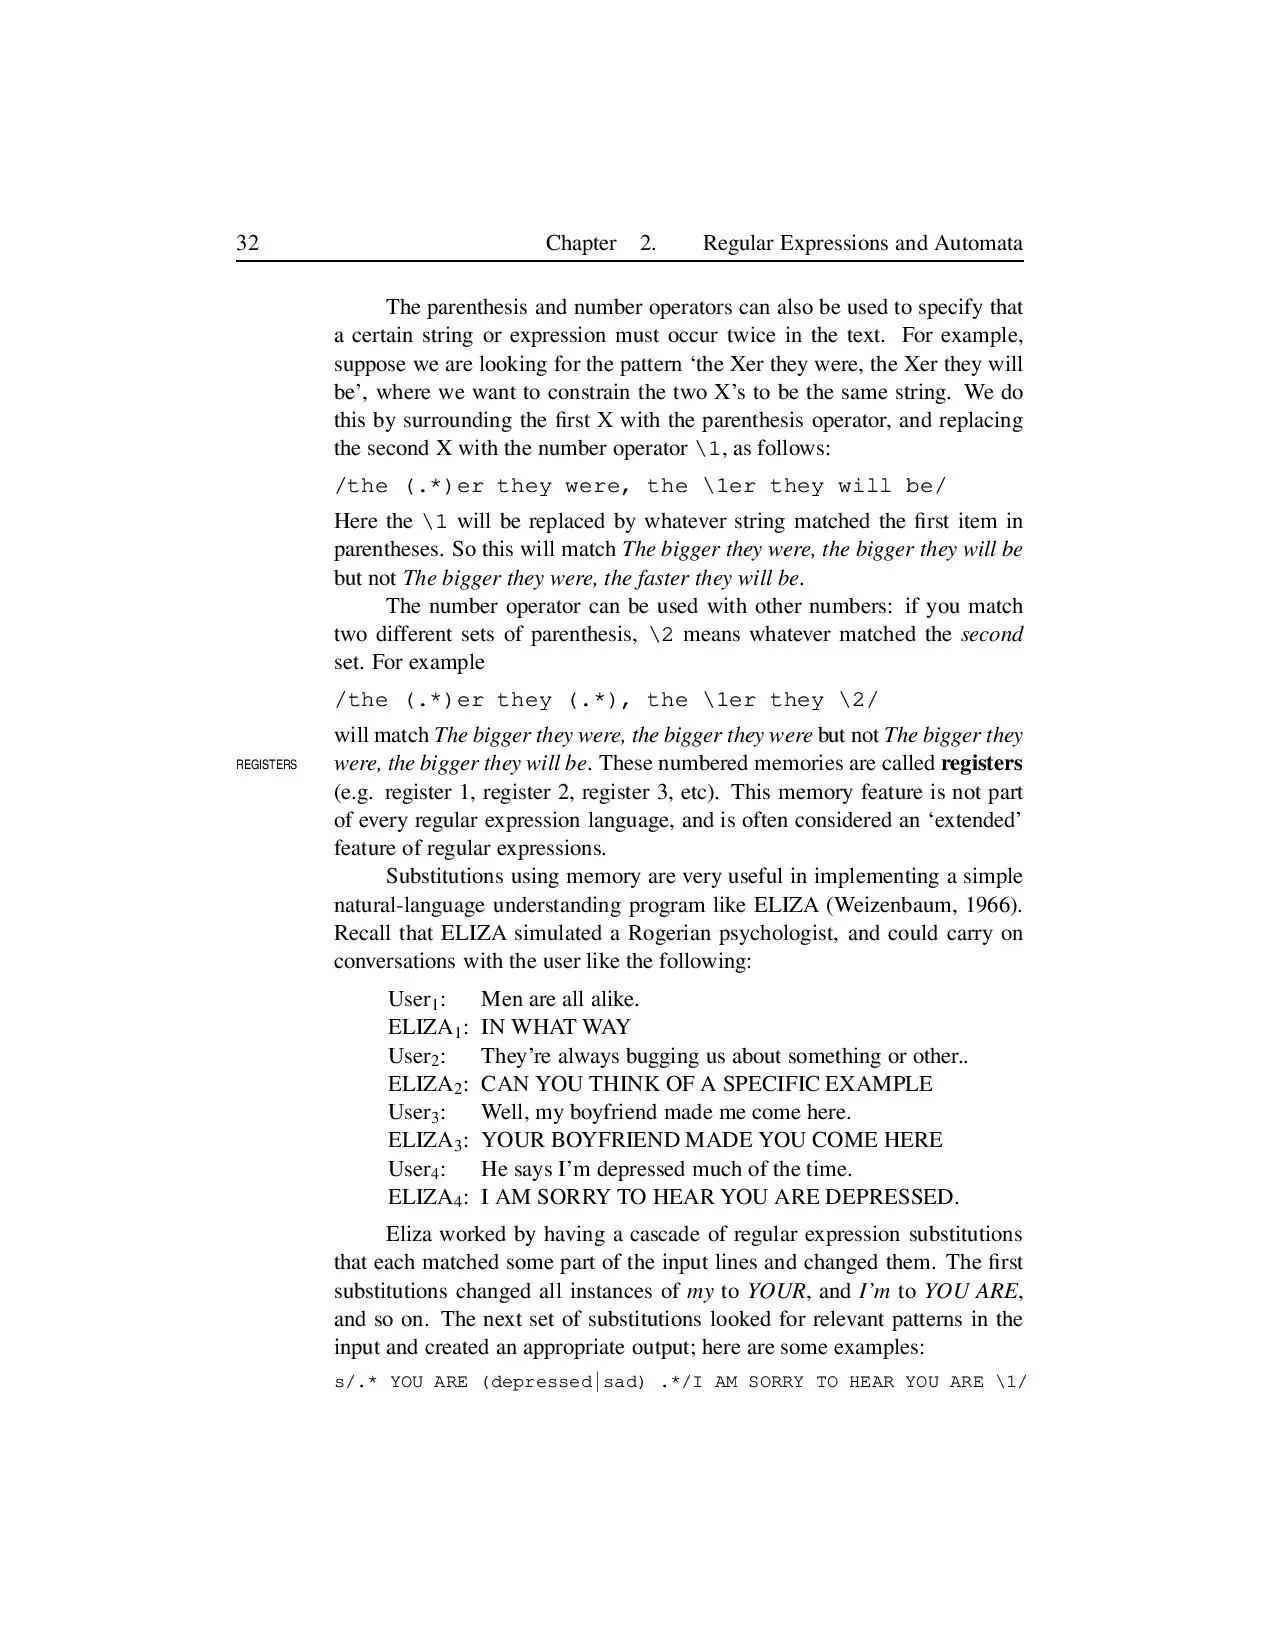 32 Chapter 2. Regular Expressions and Automata
The parenthesis and number operators can also be used to specify that
a certain string or expression must occur twice in the text. For example,
suppose we are looking for the pattern ‘the Xer they were, the Xer they will
be’, where we want to constrain the two X’s to be the same string. We do
this by surrounding the first X with the parenthesis operator, and replacing
the second X with the number operator \1, as follows:
/the (.*)er they were, the \1er they will be/
Here the \1 will be replaced by whatever string matched the first item in
parentheses. So this will match The bigger they were, the bigger they will be
but not The bigger they were, the faster they will be.
The number operator can be used with other numbers: if you match
two different sets of parenthesis, \2 means whatever matched the second
set. For example
/the (.*)er they (.*), the \1er they \2/
will match The bigger they were, the bigger they were but not The bigger they
REGISTERS were, the bigger they will be. These numbered memories are called registers
(e.g. register 1, register 2, register 3, etc). This memory feature is not part
of every regular expression language, and is often considered an ‘extended’
feature of regular expressions.
Substitutions using memory are very useful in implementing a simple
natural-language understanding program like ELIZA (Weizenbaum, 1966).
Recall that ELIZA simulated a Rogerian psychologist, and could carry on
conversations with the user like the following:
User1: Men are all alike.
ELIZA1: IN WHAT WAY
User2: They’re always bugging us about something or other..
ELIZA2: CAN YOU THINK OF A SPECIFIC EXAMPLE
User3: Well, my boyfriend made me come here.
ELIZA3: YOUR BOYFRIEND MADE YOU COME HERE
User4: He says I’m depressed much of the time.
ELIZA4: I AM SORRY TO HEAR YOU ARE DEPRESSED.
Eliza worked by having a cascade of regular expression substitutions
that each matched some part of the input lines and changed them. The first
substitutions changed all instances of my to YOUR, and I’m to YOU ARE,
and so on. The next set of substitutions looked for relevant patterns in the
input and created an appropriate output; here are some examples:
s/.* YOU ARE (depressed|sad) .*/I AM SORRY TO HEAR YOU ARE \1/